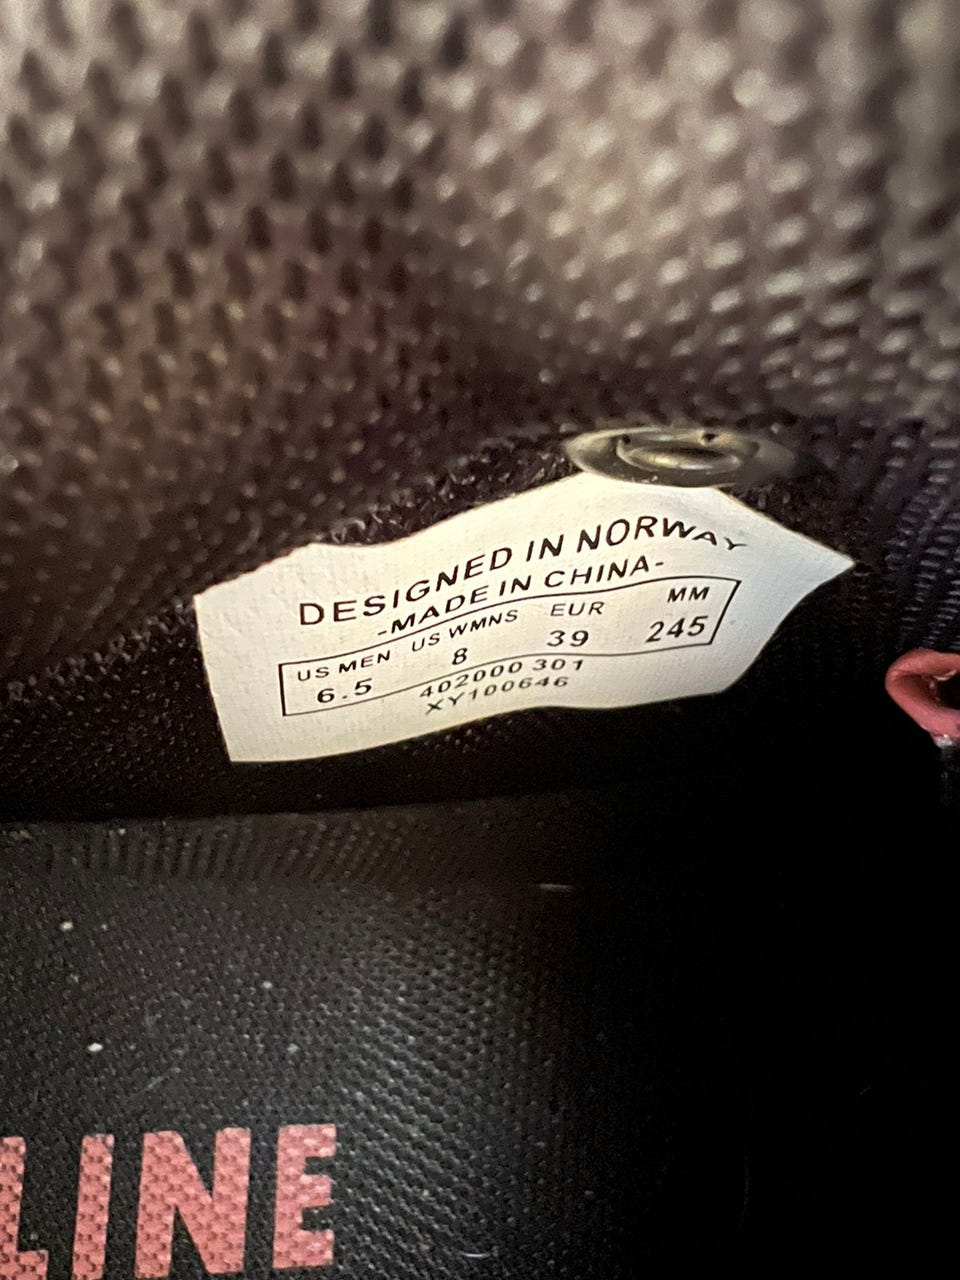 DESIGNED IN NORWAY
-MADE IN CHINA-
US MEN US WMNS EUR MM
6.5 8 39 245
402000 301
XY100646
LINE